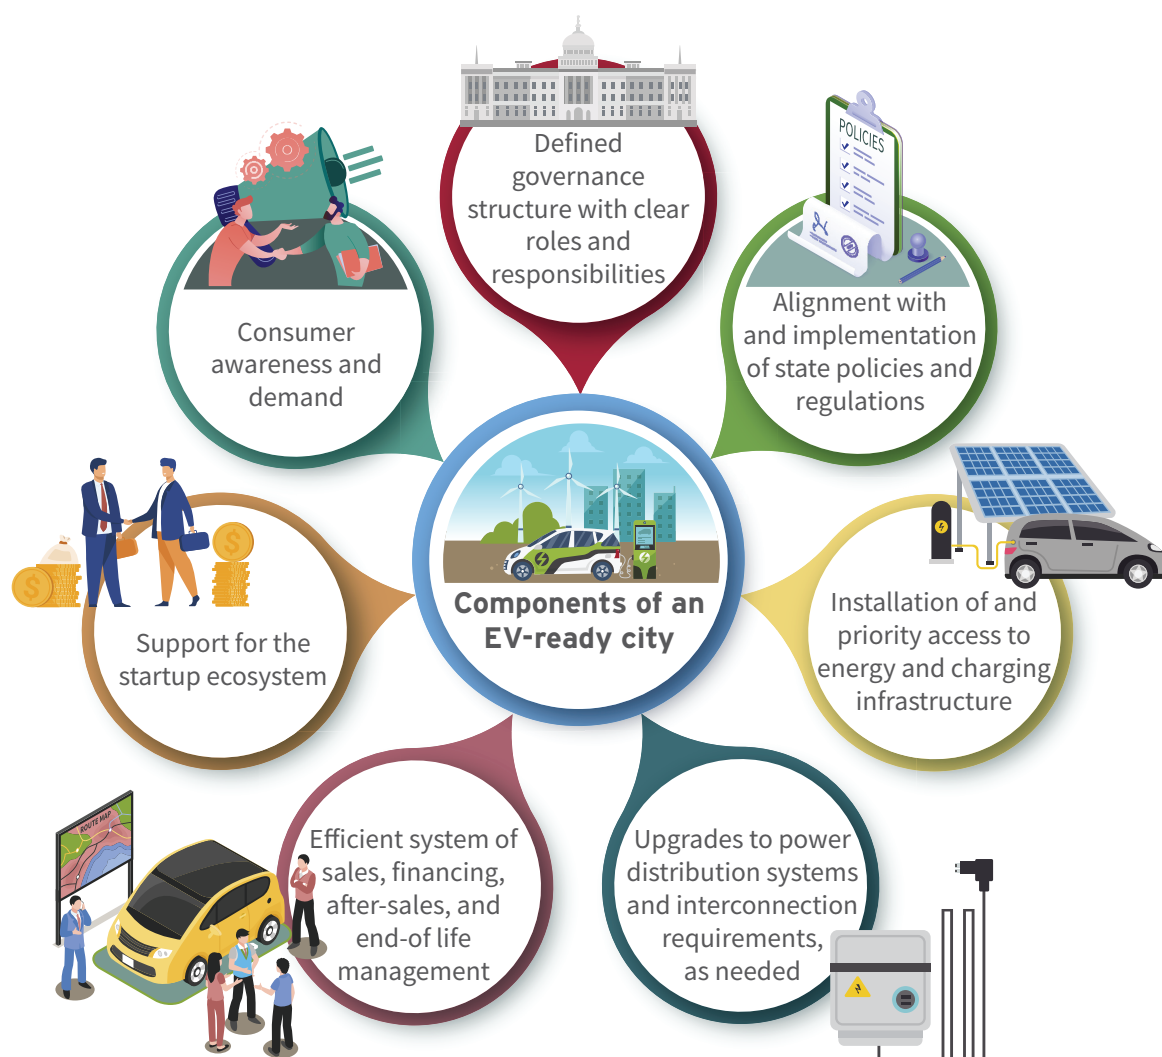 Defined
governance
structure with clear
roles and
responsibilities
POLICIES
Alignment with
and implementation
of state policies and
regulations
Installation of and
priority access to
energy and charging
infrastructure
Upgrades to power
distribution systems
and interconnection
requirements,
as needed
ROUTE MAP
Efficient system of
sales, financing,
after-sales, and
end-of life
management
$
$
Support for the
startup ecosystem
Consumer
awareness and
demand
Components of an
EV-ready city